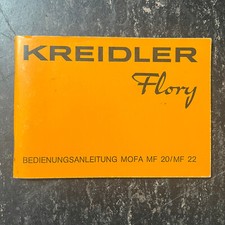 KREIDLER
Flory
BEDIENUNGSANLEITUNG MOFA MF 20/MF 22